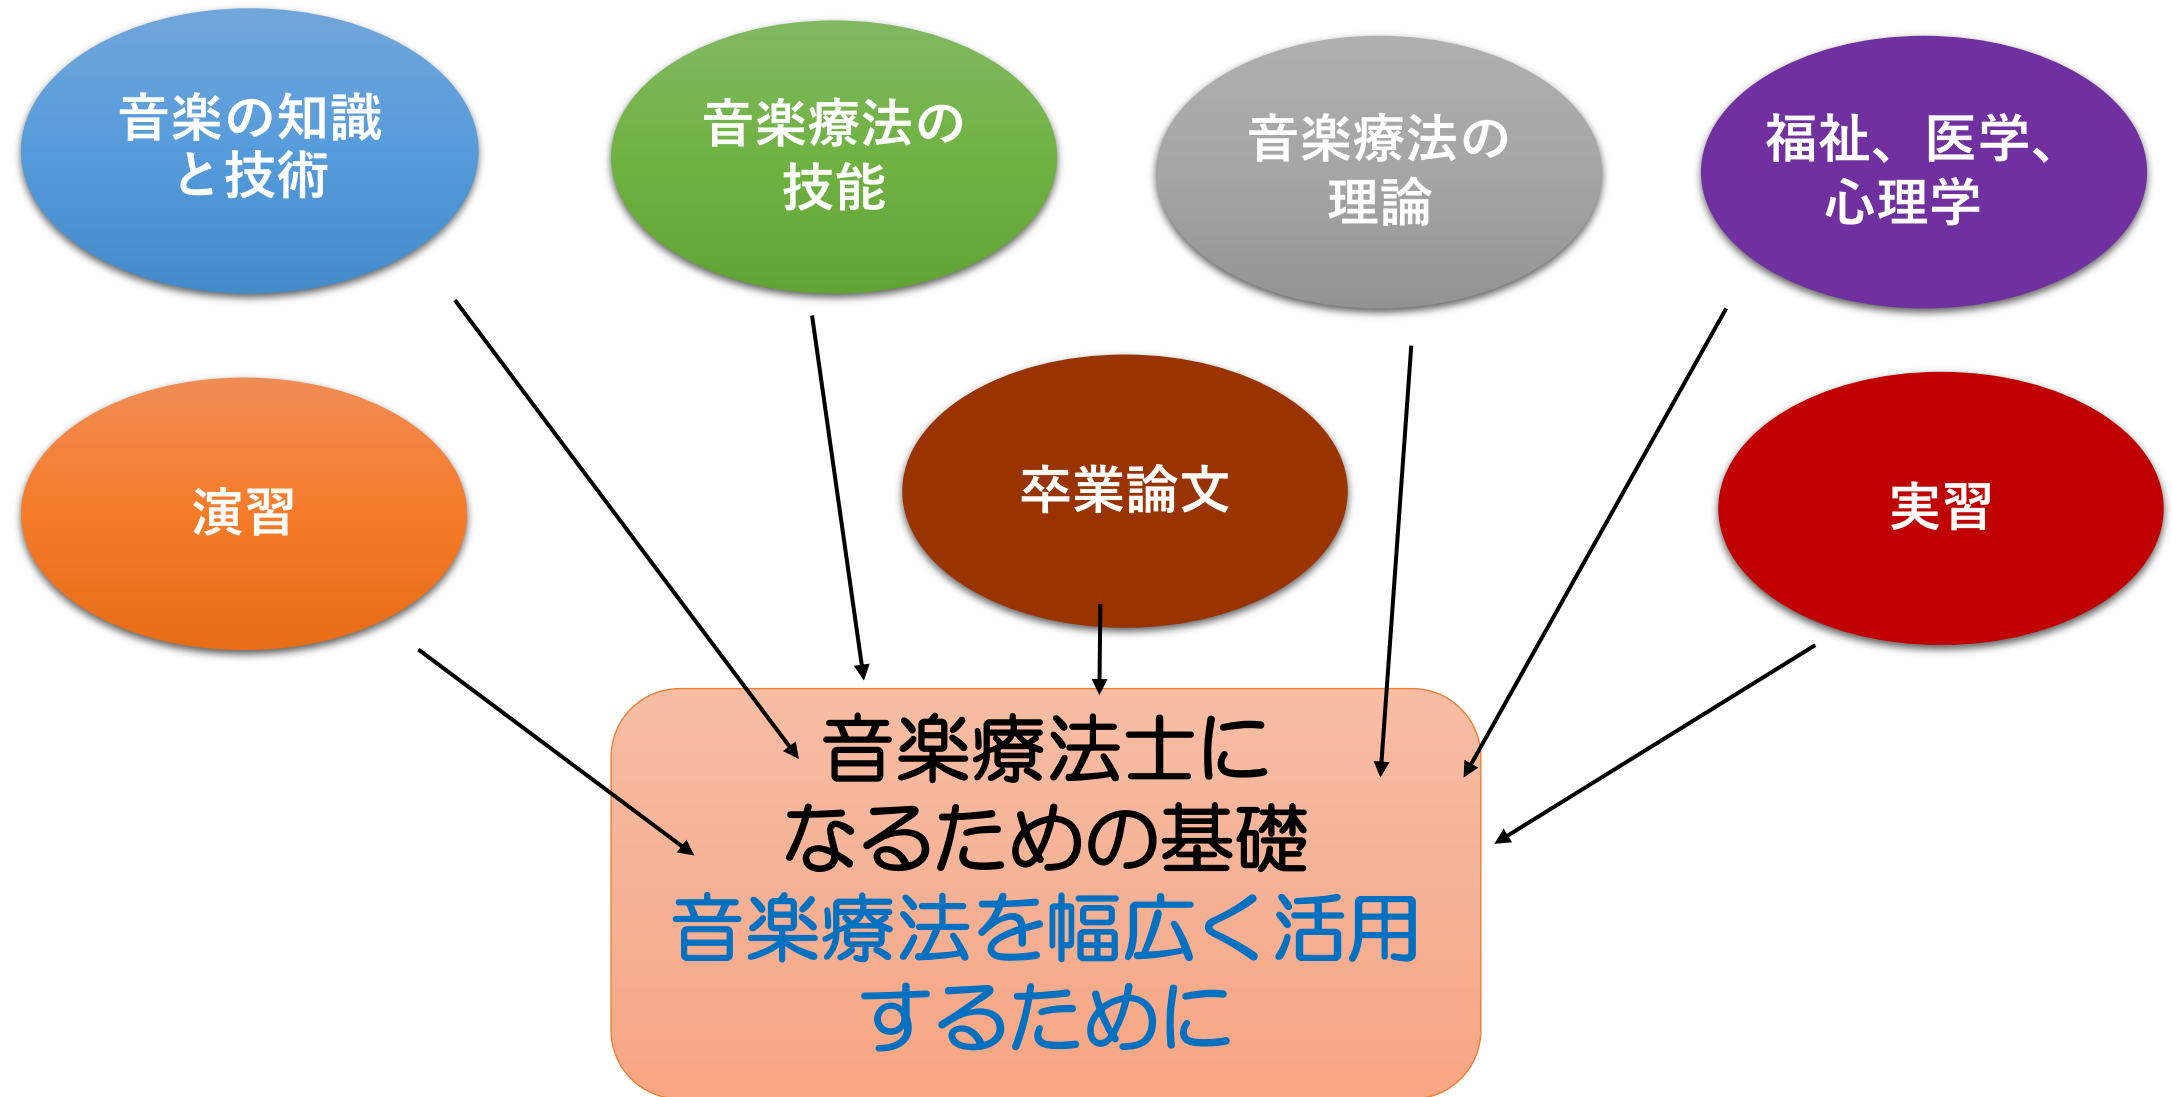 音楽の知識
と技術
音楽療法の
技能
音楽療法の
理論
福祉、医学、
心理学
演習
卒業論文
実習
音楽療法士に
なるための基礎
音楽療法を幅広く活用
するために